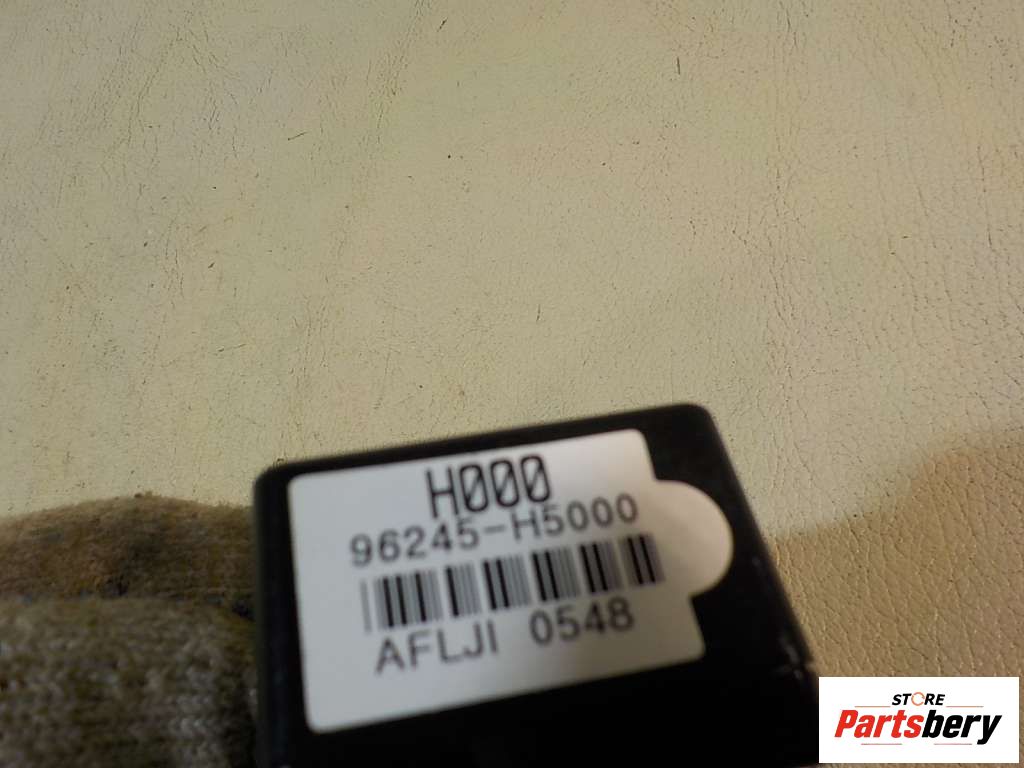 H000
96245-H5000
AFLJI 0548
STORE
Partsbery